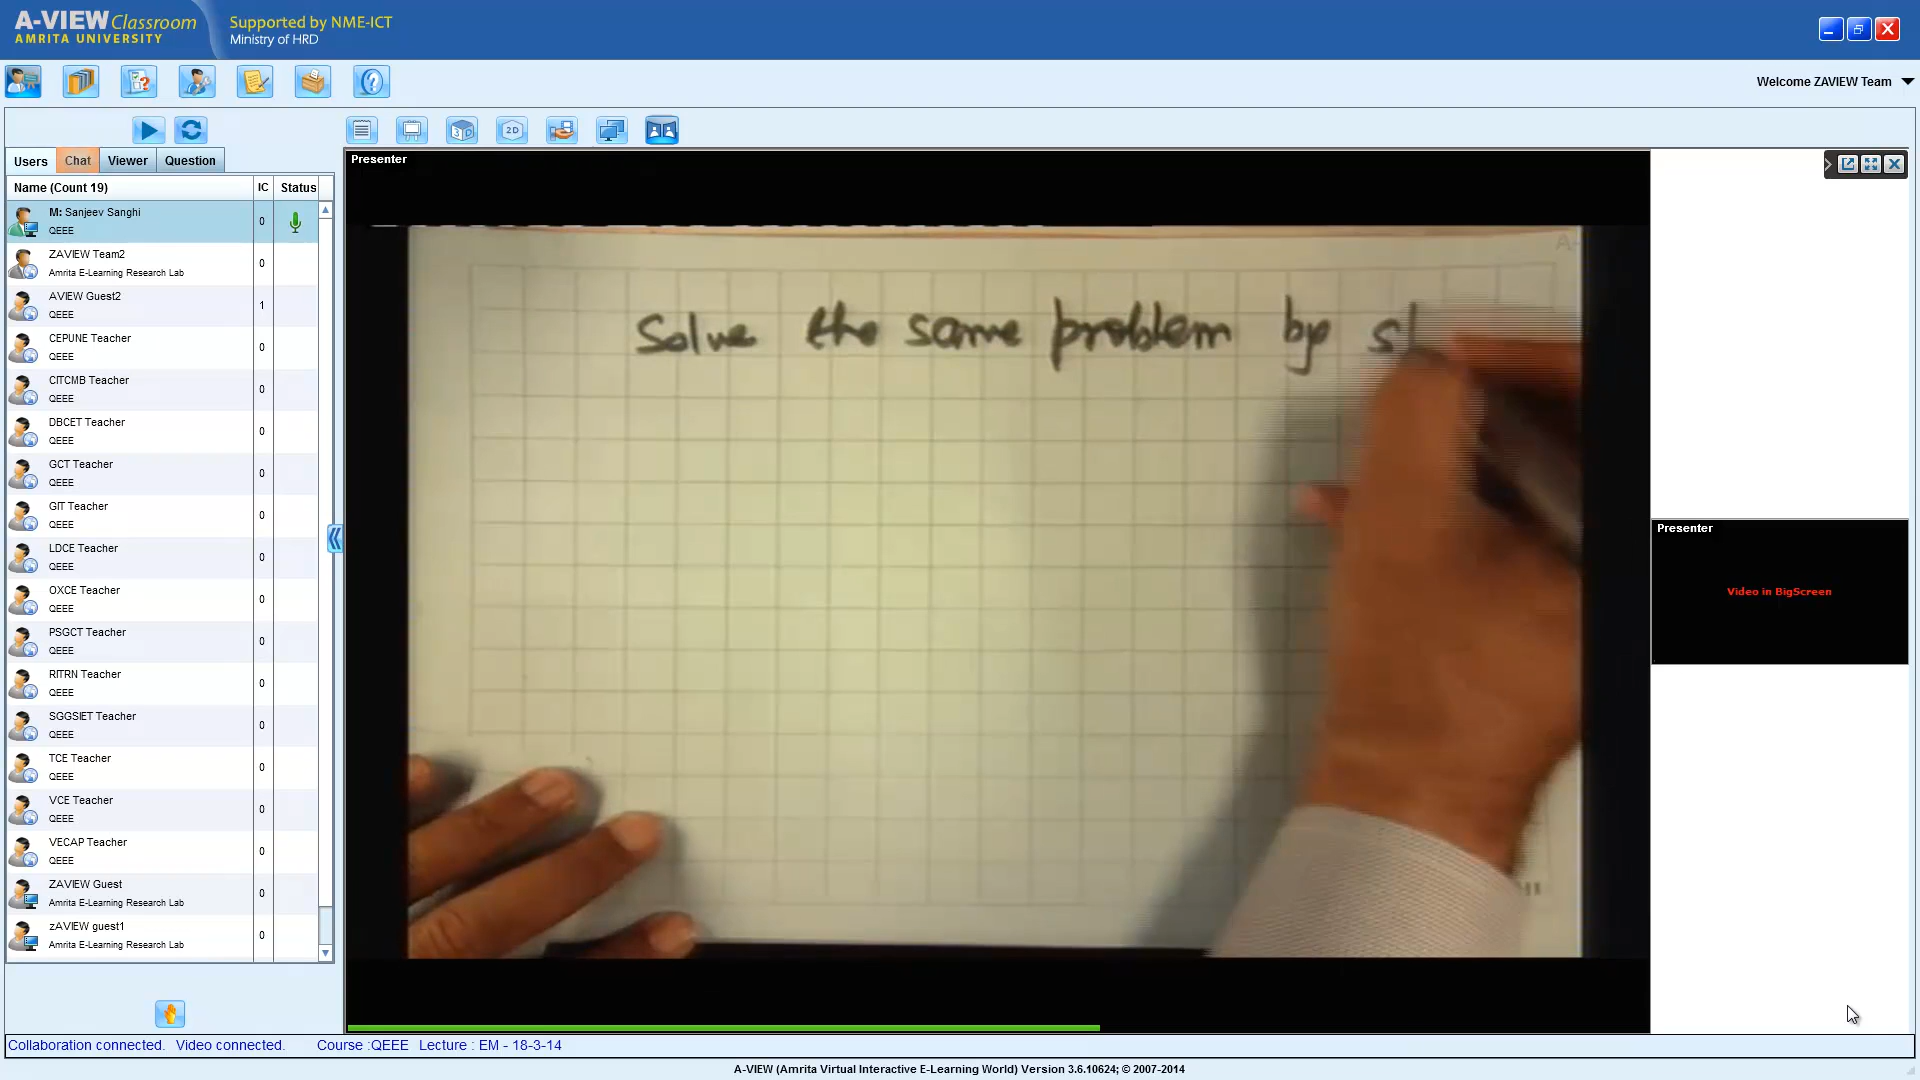 A-VIEW Classroom
AMRITA UNIVERSITY
Supported by NME-ICT
Ministry of HRD
Welcome ZAVIEW Team
3D
2D
Users
Chat
Viewer
Question
Name (Count 19)
IC
Status
M: Sanjeev Sanghi
QEEE
0
ZAVIEW Team2
Amrita E-Learning Research Lab
0
AVIEW Guest2
QEEE
1
CEPUNE Teacher
QEEE
0
CITCMB Teacher
QEEE
0
DBCET Teacher
QEEE
0
GCT Teacher
QEEE
0
GIT Teacher
QEEE
0
LDCE Teacher
QEEE
0
OXCE Teacher
QEEE
0
PSGCT Teacher
QEEE
0
RITRN Teacher
QEEE
0
SGGSIET Teacher
QEEE
0
TCE Teacher
QEEE
0
VCE Teacher
QEEE
0
VECAP Teacher
QEEE
0
ZAVIEW Guest
Amrita E-Learning Research Lab
0
zAVIEW guest1
Amrita E-Learning Research Lab
0
Presenter
Solve the same problem by sl
Presenter
Video in BigScreen
Collaboration connected. Video connected. Course :QEEE Lecture : EM - 18-3-14
A-VIEW (Amrita Virtual Interactive E-Learning World) Version 3.6.10624; © 2007-2014